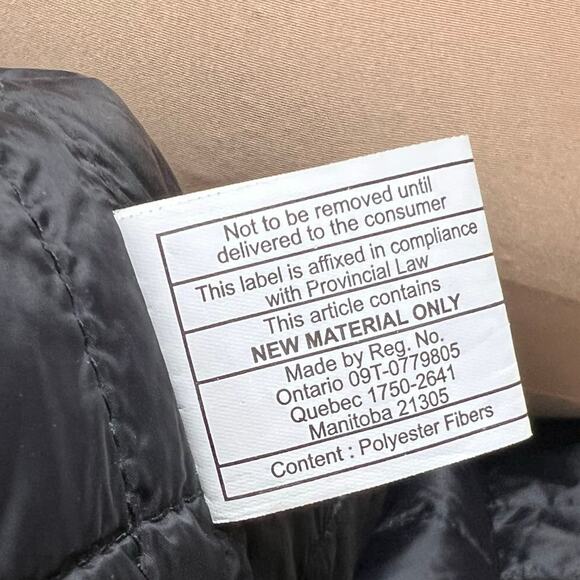 Not to be removed until
delivered to the consumer
This label is affixed in compliance
with Provincial Law
This article contains
NEW MATERIAL ONLY
Made by Reg. No.
Ontario 09T-0779805
Quebec 1750-2641
Manitoba 21305
Content : Polyester Fibers